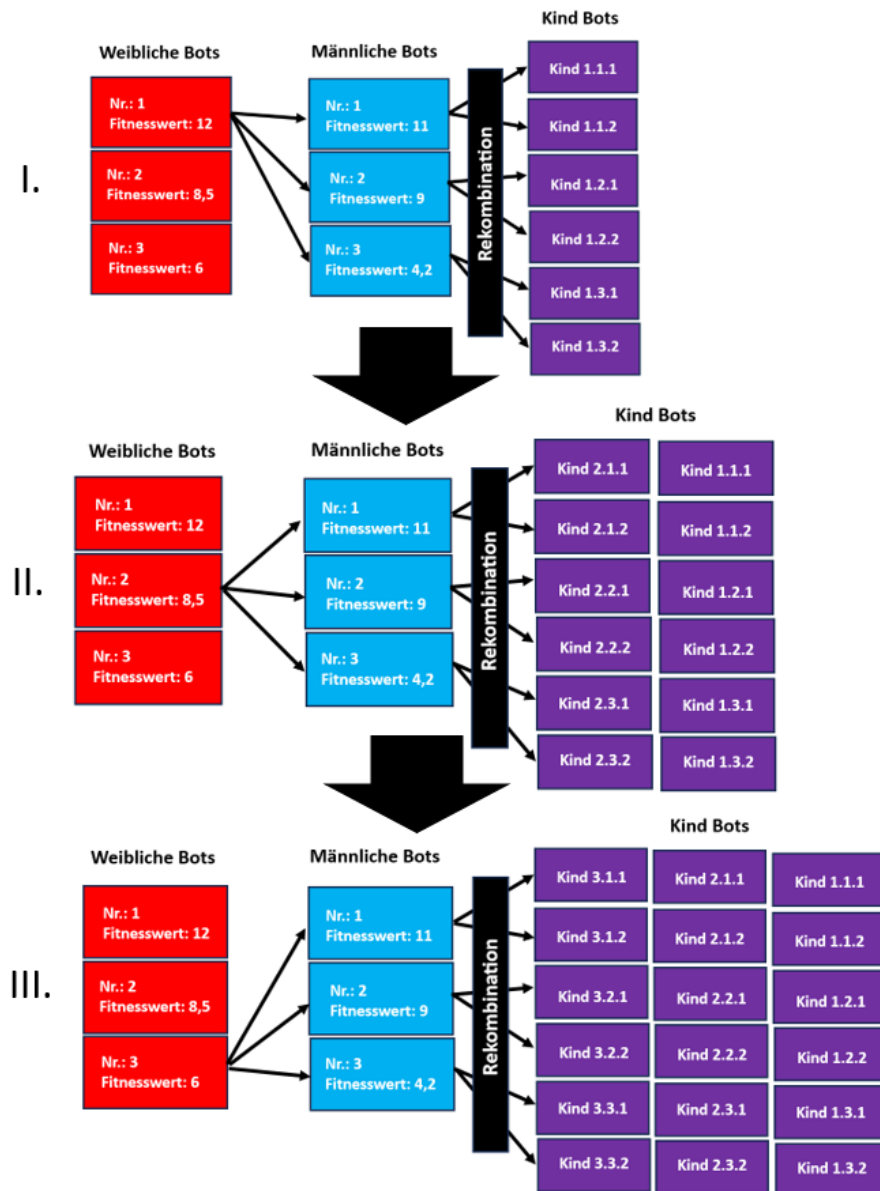 Kind Bots
Weibliche Bots
Männliche Bots
I.
Nr.: 1
Fitnesswert: 12
Nr.: 2
Fitnesswert: 8,5
Nr.: 3
Fitnesswert: 6
Nr.: 1
Fitnesswert: 11
Nr.: 2
Fitnesswert: 9
Nr.: 3
Fitnesswert: 4,2
Rekombination
Kind 1.1.1
Kind 1.1.2
Kind 1.2.1
Kind 1.2.2
Kind 1.3.1
Kind 1.3.2
Kind Bots
Weibliche Bots
Männliche Bots
II.
Nr.: 1
Fitnesswert: 12
Nr.: 2
Fitnesswert: 8,5
Nr.: 3
Fitnesswert: 6
Nr.: 1
Fitnesswert: 11
Nr.: 2
Fitnesswert: 9
Nr.: 3
Fitnesswert: 4,2
Rekombination
Kind 2.1.1 Kind 1.1.1
Kind 2.1.2 Kind 1.1.2
Kind 2.2.1 Kind 1.2.1
Kind 2.2.2 Kind 1.2.2
Kind 2.3.1 Kind 1.3.1
Kind 2.3.2 Kind 1.3.2
Kind Bots
Weibliche Bots
Männliche Bots
III.
Nr.: 1
Fitnesswert: 12
Nr.: 2
Fitnesswert: 8,5
Nr.: 3
Fitnesswert: 6
Nr.: 1
Fitnesswert: 11
Nr.: 2
Fitnesswert: 9
Nr.: 3
Fitnesswert: 4,2
Rekombination
Kind 3.1.1 Kind 2.1.1 Kind 1.1.1
Kind 3.1.2 Kind 2.1.2 Kind 1.1.2
Kind 3.2.1 Kind 2.2.1 Kind 1.2.1
Kind 3.2.2 Kind 2.2.2 Kind 1.2.2
Kind 3.3.1 Kind 2.3.1 Kind 1.3.1
Kind 3.3.2 Kind 2.3.2 Kind 1.3.2